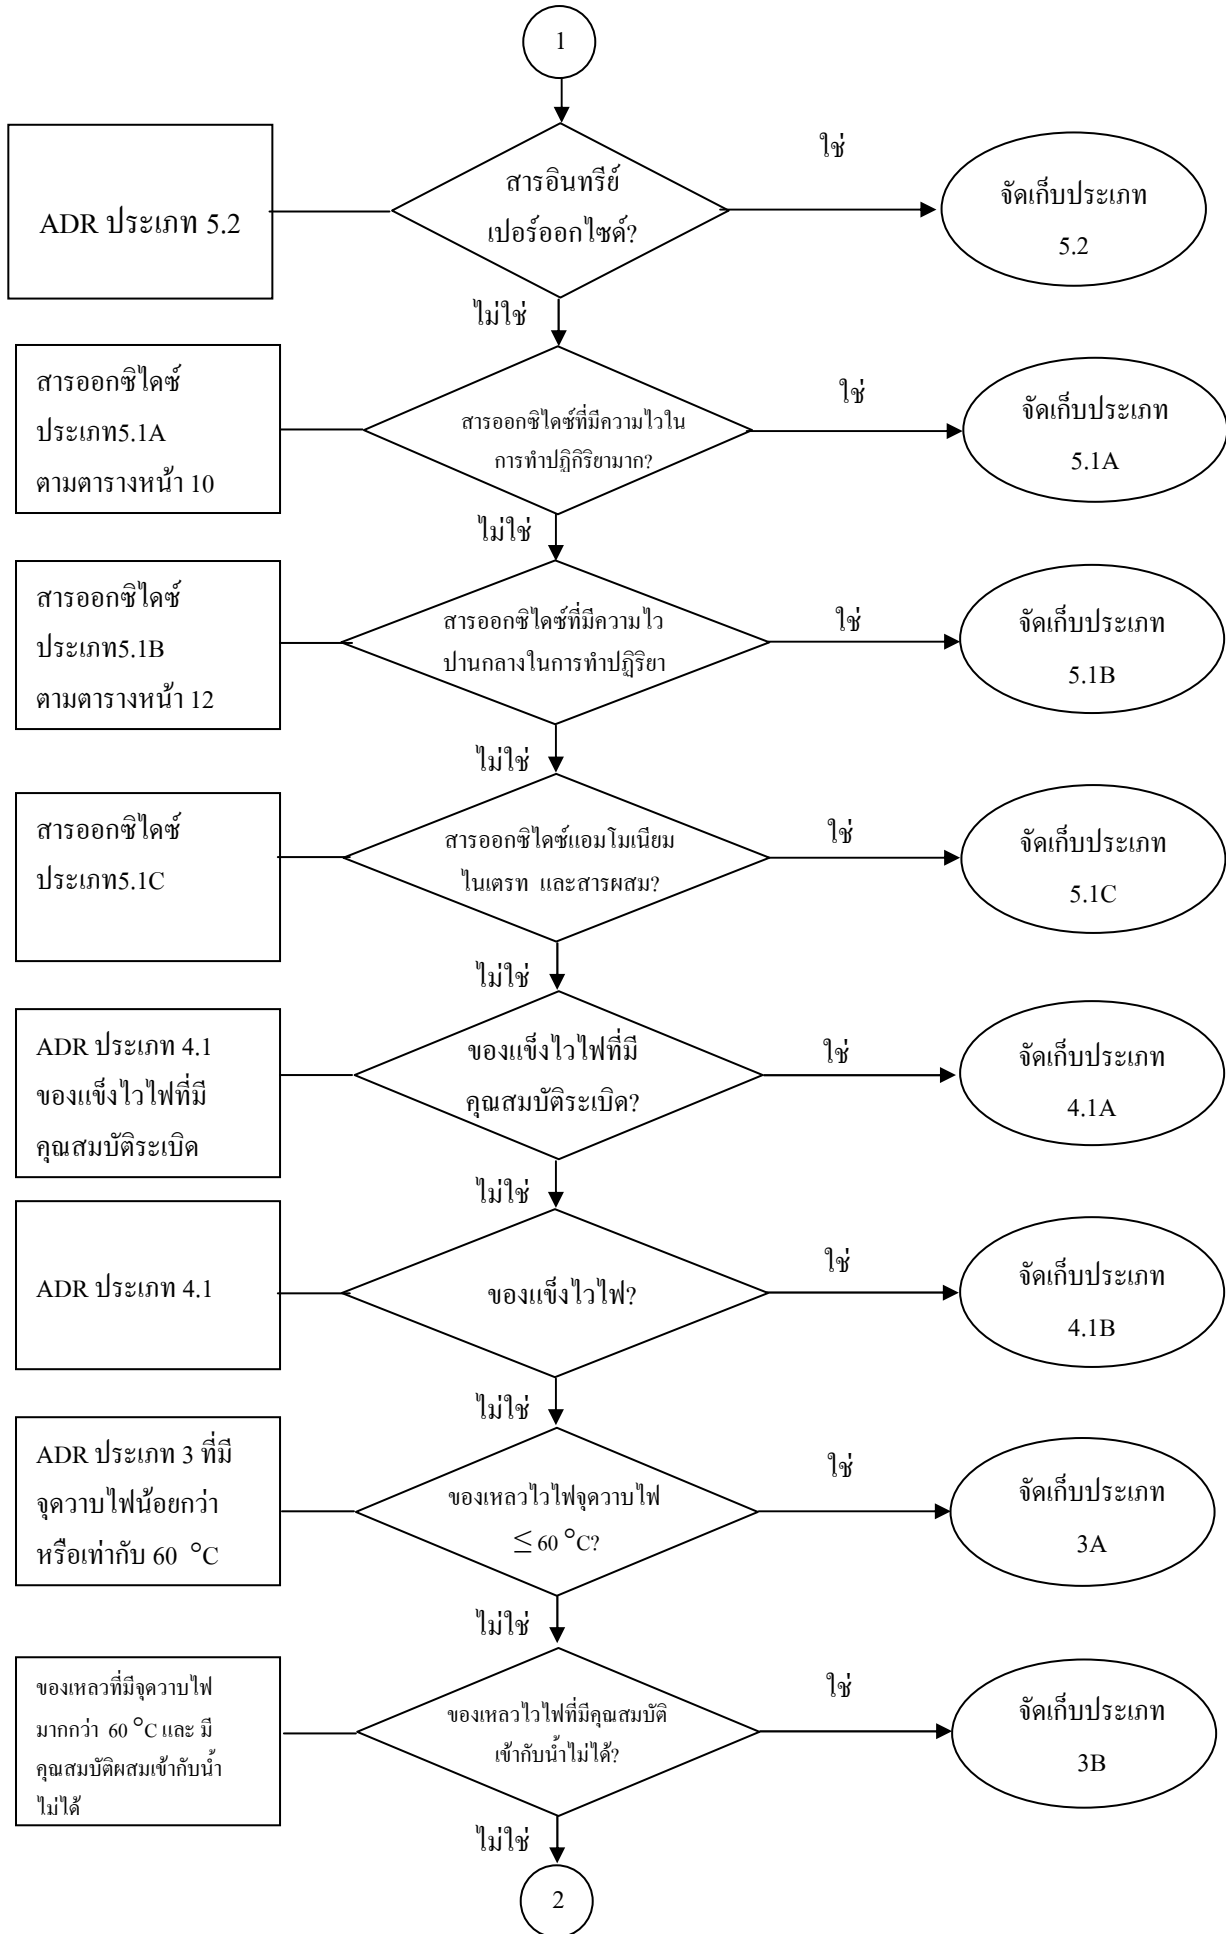 1
ADR ประเภท 5.2
สารอินทรีย์
เปอร์ออกไซด์?
ใช่
จัดเก็บประเภท
5.2
ไม่ใช่
สารออกซิไดซ์
ประเภท5.1A
ตามตารางหน้า 10
สารออกซิไดซ์ที่มีความไวใน
การทำปฏิกิริยามาก?
ใช่
จัดเก็บประเภท
5.1A
ไม่ใช่
สารออกซิไดซ์
ประเภท5.1B
ตามตารางหน้า 12
สารออกซิไดซ์ที่มีความไว
ปานกลางในการทำปฏิริยา
ใช่
จัดเก็บประเภท
5.1B
ไม่ใช่
สารออกซิไดซ์
ประเภท5.1C
สารออกซิไดซ์แอมโมเนียม
ไนเตรท และสารผสม?
ใช่
จัดเก็บประเภท
5.1C
ไม่ใช่
ADR ประเภท 4.1
ของแข็งไวไฟที่มี
คุณสมบัติระเบิด
ของแข็งไวไฟที่มี
คุณสมบัติระเบิด?
ใช่
จัดเก็บประเภท
4.1A
ไม่ใช่
ADR ประเภท 4.1
ของแข็งไวไฟ?
ใช่
จัดเก็บประเภท
4.1B
ไม่ใช่
ADR ประเภท 3 ที่มี
จุดวาบไฟน้อยกว่า
หรือเท่ากับ 60 °C
ของเหลวไวไฟจุดวาบไฟ
≤ 60 °C?
ใช่
จัดเก็บประเภท
3A
ไม่ใช่
ของเหลวที่มีจุดวาบไฟ
มากกว่า 60 °C และ มี
คุณสมบัติผสมเข้ากับน้ำ
ไม่ได้
ของเหลวไวไฟที่มีคุณสมบัติ
เข้ากับน้ำไม่ได้?
ใช่
จัดเก็บประเภท
3B
ไม่ใช่
2